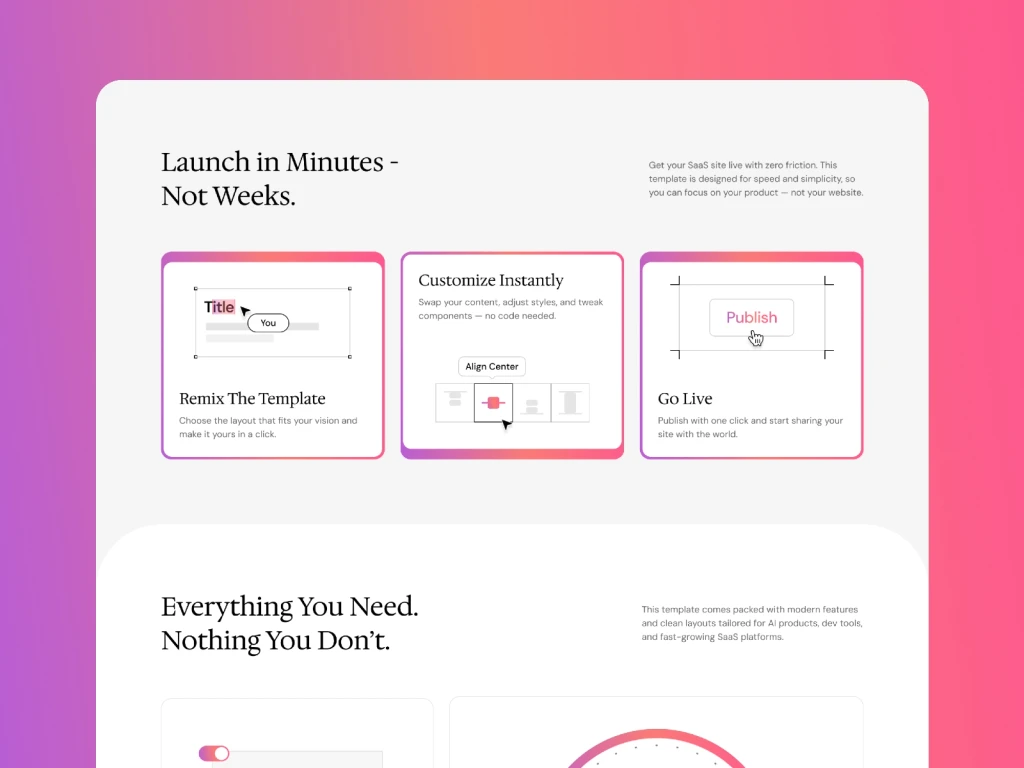 Launch in Minutes -
Not Weeks.
Get your SaaS site live with zero friction. This
template is designed for speed and simplicity, so
you can focus on your product — not your website.
Title
You
Remix The Template
Choose the layout that fits your vision and
make it yours in a click.
Customize Instantly
Swap your content, adjust styles, and tweak
components — no code needed.
Align Center
Publish
Go Live
Publish with one click and start sharing your
site with the world.
Everything You Need.
Nothing You Don’t.
This template comes packed with modern features
and clean layouts tailored for AI products, dev tools,
and fast-growing SaaS platforms.